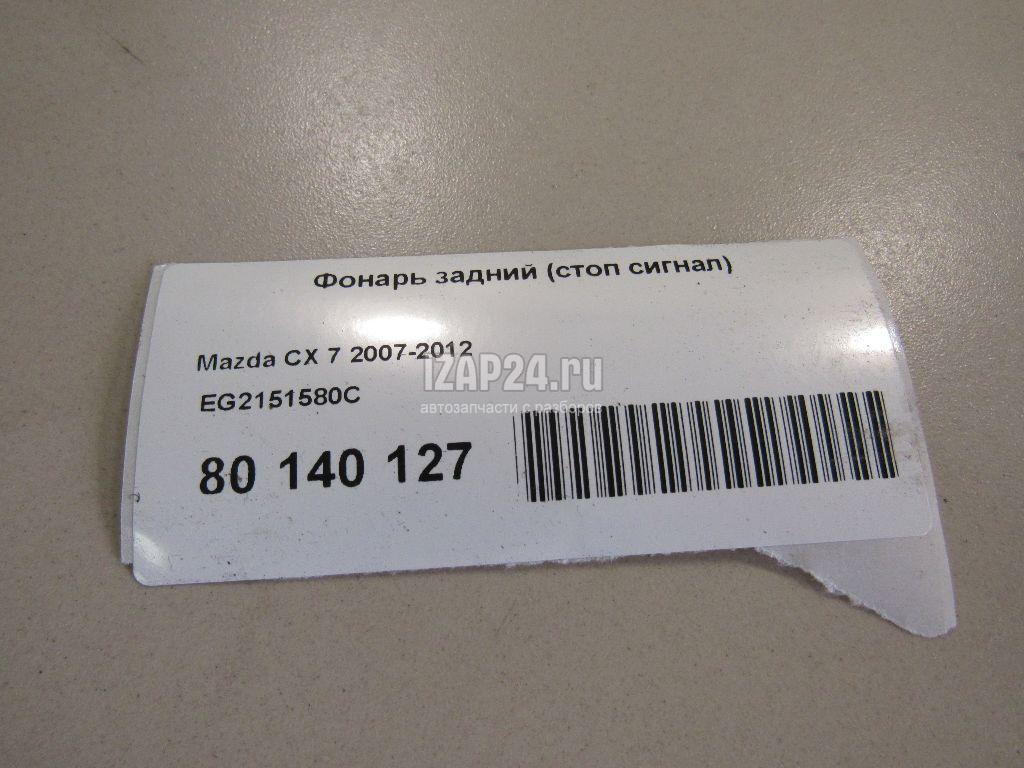 Фонарь задний (стоп сигнал)
Mazda CX 7 2007-2012
IZAP24.ru
EG2151580C
автозапчасти с разборов
80 140 127